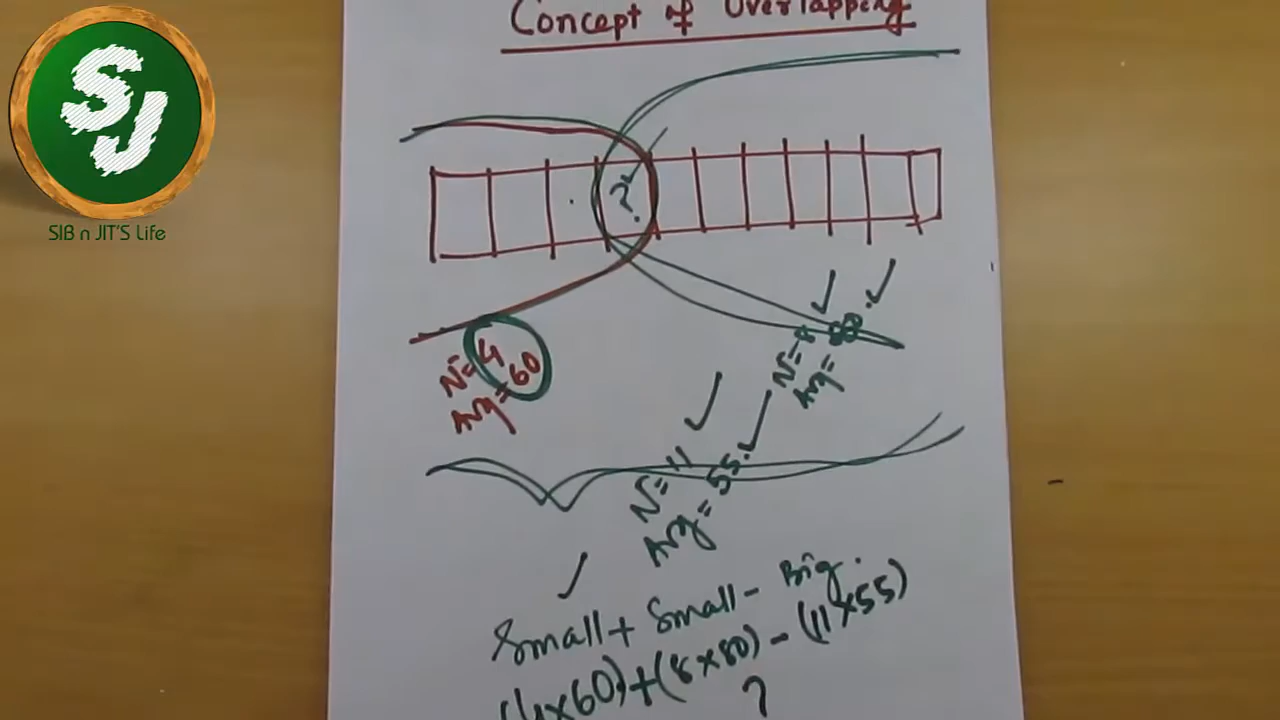 Concept of Overlapping
SJ
SIB n JIT'S Life
?
N=4
Avg=60
N=8
Avg=80
N=11
Avg=55
Small + Small - Big
(4×60)+(8×80)-(11×55)
?